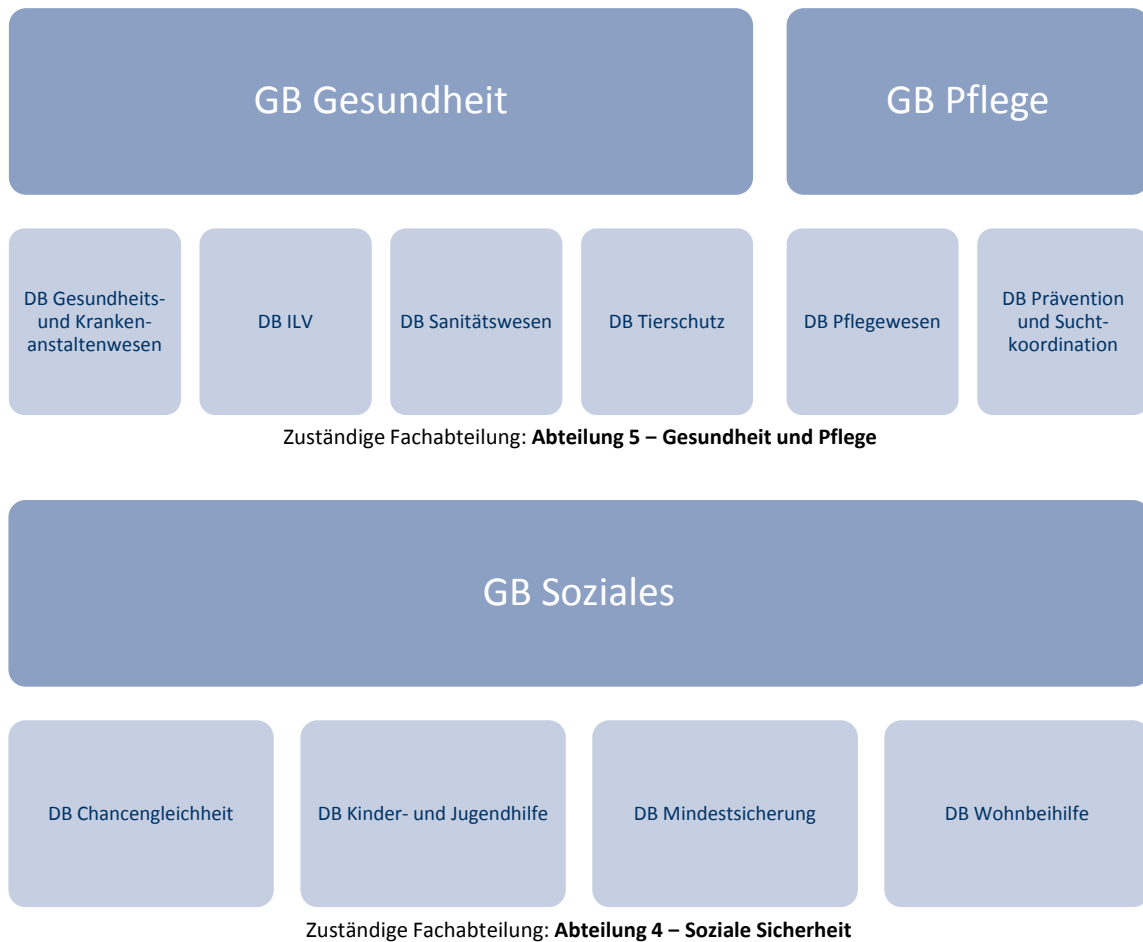 GB Gesundheit
GB Pflege
DB Gesundheits-
und Kranken-
anstaltenwesen
DB ILV
DB Sanitätswesen
DB Tierschutz
DB Pflegewesen
DB Prävention
und Sucht-
koordination
Zuständige Fachabteilung: Abteilung 5 – Gesundheit und Pflege
GB Soziales
DB Chancengleichheit
DB Kinder- und Jugendhilfe
DB Mindestsicherung
DB Wohnbeihilfe
Zuständige Fachabteilung: Abteilung 4 – Soziale Sicherheit